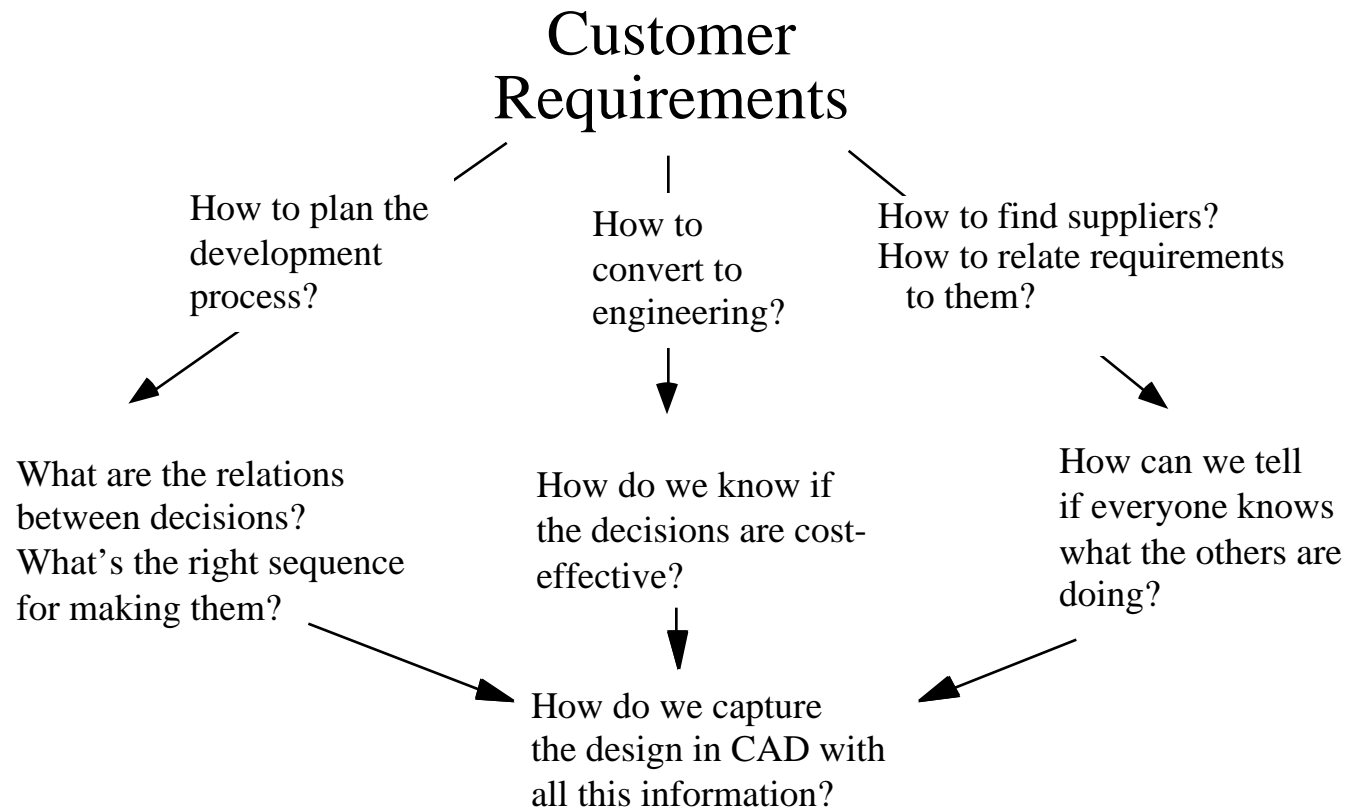 Customer
Requirements
How to plan the
development
process?
How to
convert to
engineering?
How to find suppliers?
How to relate requirements
to them?
What are the relations
between decisions?
What’s the right sequence
for making them?
How do we know if
the decisions are cost-
effective?
How can we tell
if everyone knows
what the others are
doing?
How do we capture
the design in CAD with
all this information?